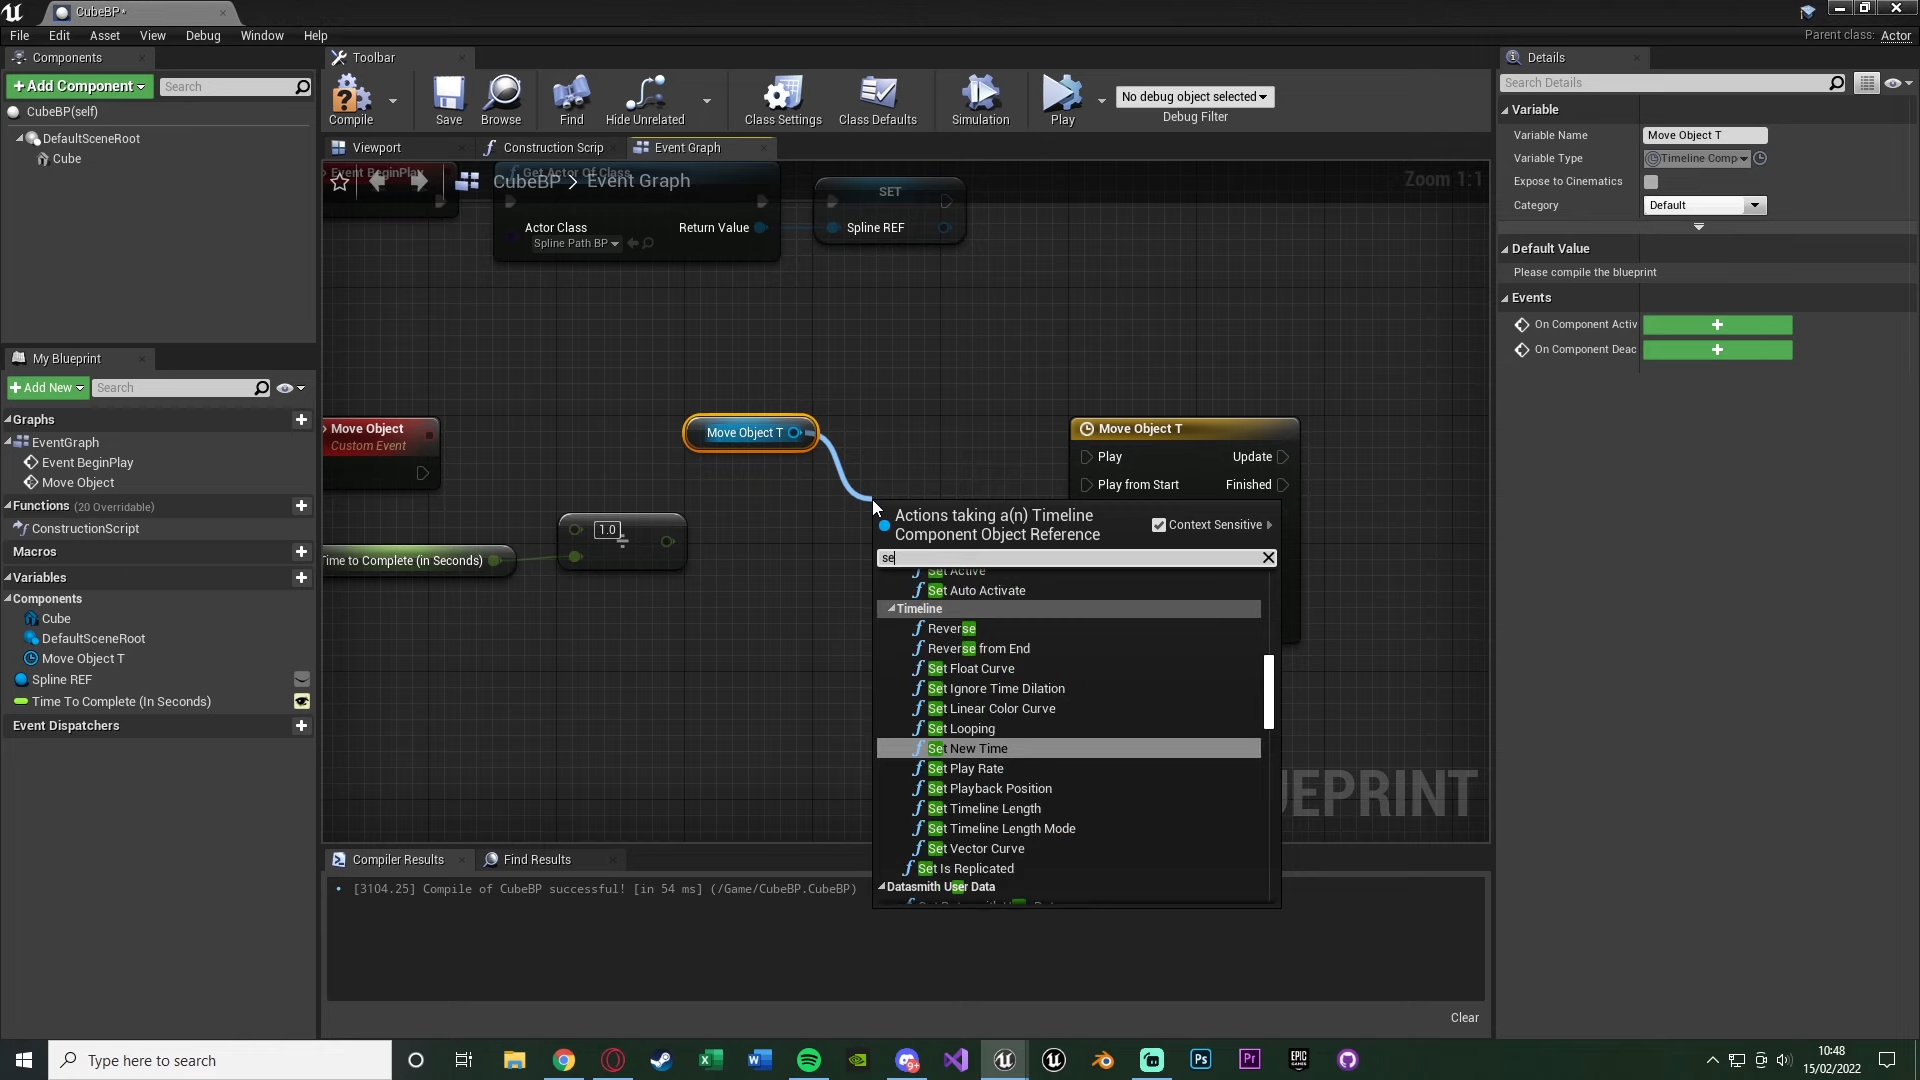 CubeBP*
File Edit Asset View Debug Window Help
Parent class: Actor
Components
+Add Component
Search
CubeBP(self)
DefaultSceneRoot
Cube
Toolbar
Compile
Save
Browse
Find
Hide Unrelated
Class Settings
Class Defaults
Simulation
Play
No debug object selected
Debug Filter
Viewport
Construction Scrip
Event Graph
CubeBP > Event Graph
Zoom 1:1
Event BeginPlay
Get Actor Of Class
Actor Class
Spline Path BP
Return Value
SET
Spline REF
Move Object
Custom Event
Time to Complete (in Seconds)
1.0
Move Object T
Move Object T
Play
Update
Play from Start
Finished
Actions taking a(n) Timeline
Component Object Reference
Context Sensitive
se
Set Active
Set Auto Activate
Timeline
Reverse
Reverse from End
Set Float Curve
Set Ignore Time Dilation
Set Linear Color Curve
Set Looping
Set New Time
Set Play Rate
Set Playback Position
Set Timeline Length
Set Timeline Length Mode
Set Vector Curve
Set Is Replicated
Datasmith User Data
My Blueprint
+Add New
Search
Graphs
EventGraph
Event BeginPlay
Move Object
Functions (20 Overridable)
ConstructionScript
Macros
Variables
Components
Cube
DefaultSceneRoot
Move Object T
Spline REF
Time To Complete (In Seconds)
Event Dispatchers
Compiler Results
Find Results
[3104.25] Compile of CubeBP successful! [in 54 ms] (/Game/CubeBP.CubeBP)
Clear
Details
Search Details
Variable
Variable Name
Move Object T
Variable Type
Timeline Comp
Expose to Cinematics
Category
Default
Default Value
Please compile the blueprint
Events
On Component Activ
On Component Deac
Type here to search
10:48
15/02/2022